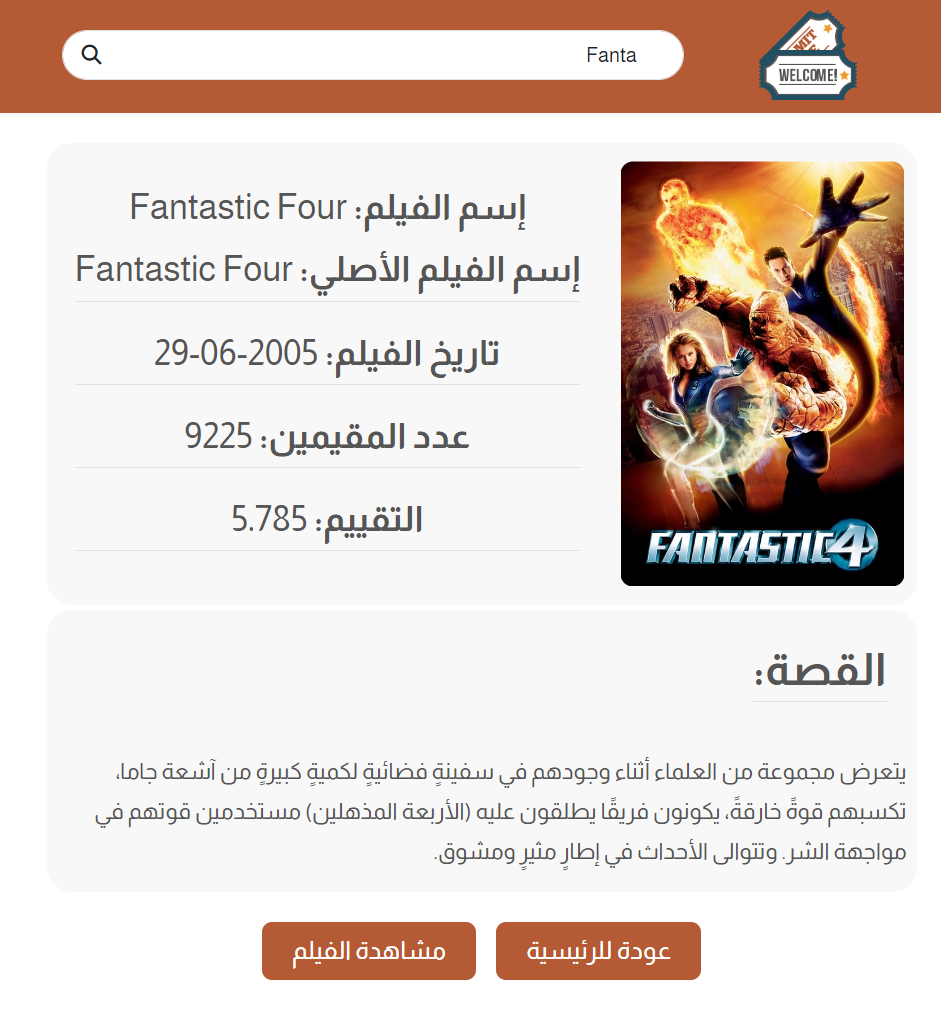 Fanta
MIT
WELCOME!
إسم الفيلم: Fantastic Four
إسم الفيلم الأصلي: Fantastic Four
تاريخ الفيلم: 2005-06-29
عدد المقيمين: 9225
التقييم: 5.785
FANTASTIC 4
القصة:
يتعرض مجموعة من العلماء أثناء وجودهم في سفينةٍ فضائيةٍ لكميةٍ كبيرةٍ من آشعة جاما،
تكسبهم قوةً خارقةً، يكونون فريقًا يطلقون عليه (الأربعة المذهلين) مستخدمين قوتهم في
مواجهة الشر. وتتوالى الأحداث في إطارٍ مثيرٍ ومشوق.
عودة للرئيسية
مشاهدة الفيلم